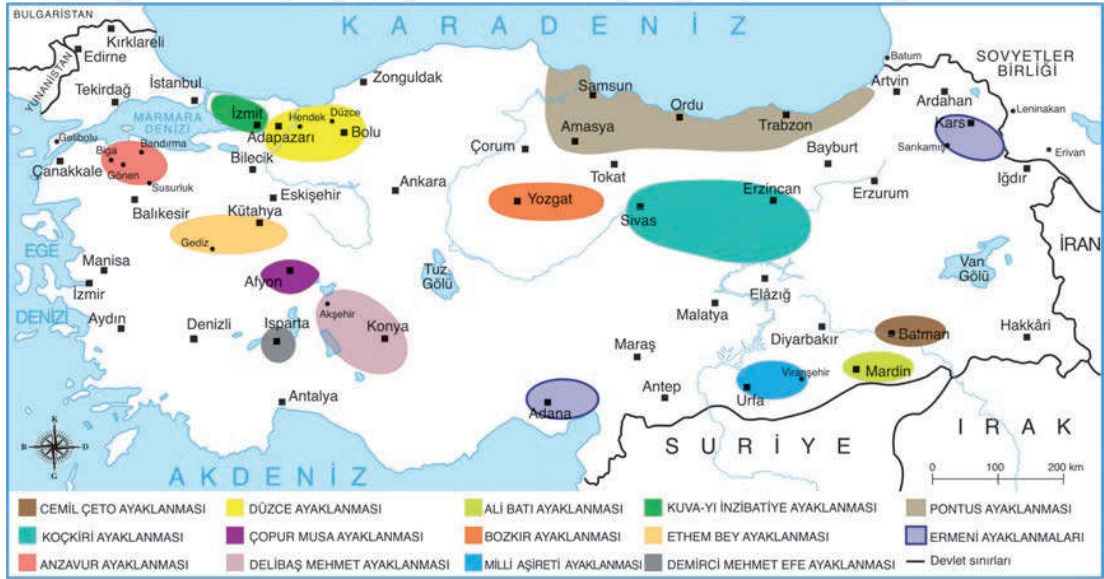 BULGARİSTAN
KARADENİZ
Kırklareli
Edirne
YUNANİSTAN
Tekirdağ
İstanbul
Zonguldak
Batum
SOVYETLER
BİRLİĞİ
Artvin
Ardahan
Leninakan
Samsun
Ordu
Trabzon
Kars
İzmit
Hendek
Düzce
Adapazarı
Bolu
MARMARA
DENİZİ
Gelibolu
Bandırma
Biga
Gönen
Çanakkale
Susurluk
Bilecik
Amasya
Çorum
Tokat
Bayburt
Sarıkamış
Erivan
Iğdır
Erzurum
Balıkesir
Eskişehir
Ankara
Yozgat
Sivas
Erzincan
Kütahya
Gediz
EGE
DENİZİ
Manisa
İzmir
Afyon
Tuz
Gölü
Van
Gölü
İRAN
Elâzığ
Malatya
Aydın
Denizli
Isparta
Akşehir
Konya
Diyarbakır
Batman
Hakkâri
Maraş
Viranşehir
Mardin
Antalya
Adana
Antep
Urfa
K
B
D
G
AKDENİZ
SURİYE
IRAK
0 100 200 km
CEMİL ÇETO AYAKLANMASI
DÜZCE AYAKLANMASI
ALİ BATI AYAKLANMASI
KUVA-YI İNZİBATİYE AYAKLANMASI
PONTUS AYAKLANMASI
KOÇKİRİ AYAKLANMASI
ÇOPUR MUSA AYAKLANMASI
BOZKIR AYAKLANMASI
ETHEM BEY AYAKLANMASI
ERMENİ AYAKLANMALARI
ANZAVUR AYAKLANMASI
DELİBAŞ MEHMET AYAKLANMASI
MİLLİ AŞİRETİ AYAKLANMASI
DEMİRCİ MEHMET EFE AYAKLANMASI
Devlet sınırları